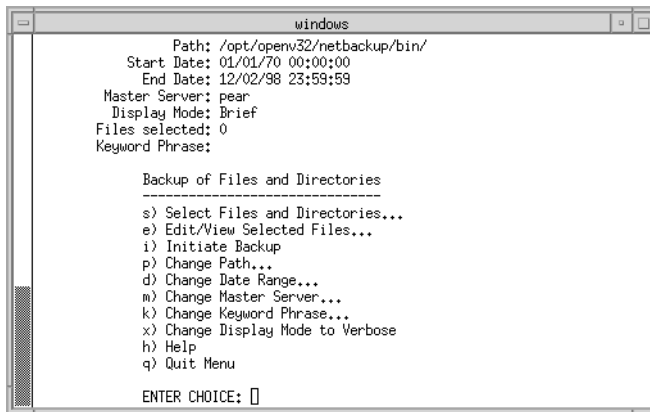 windows
Path: /opt/openv32/netbackup/bin/
Start Date: 01/01/70 00:00:00
End Date: 12/02/98 23:59:59
Master Server: pear
Display Mode: Brief
Files selected: 0
Keyword Phrase:
Backup of Files and Directories
-------------------------------
s) Select Files and Directories...
e) Edit/View Selected Files...
i) Initiate Backup
p) Change Path...
d) Change Date Range...
m) Change Master Server...
k) Change Keyword Phrase...
x) Change Display Mode to Verbose
h) Help
q) Quit Menu
ENTER CHOICE: